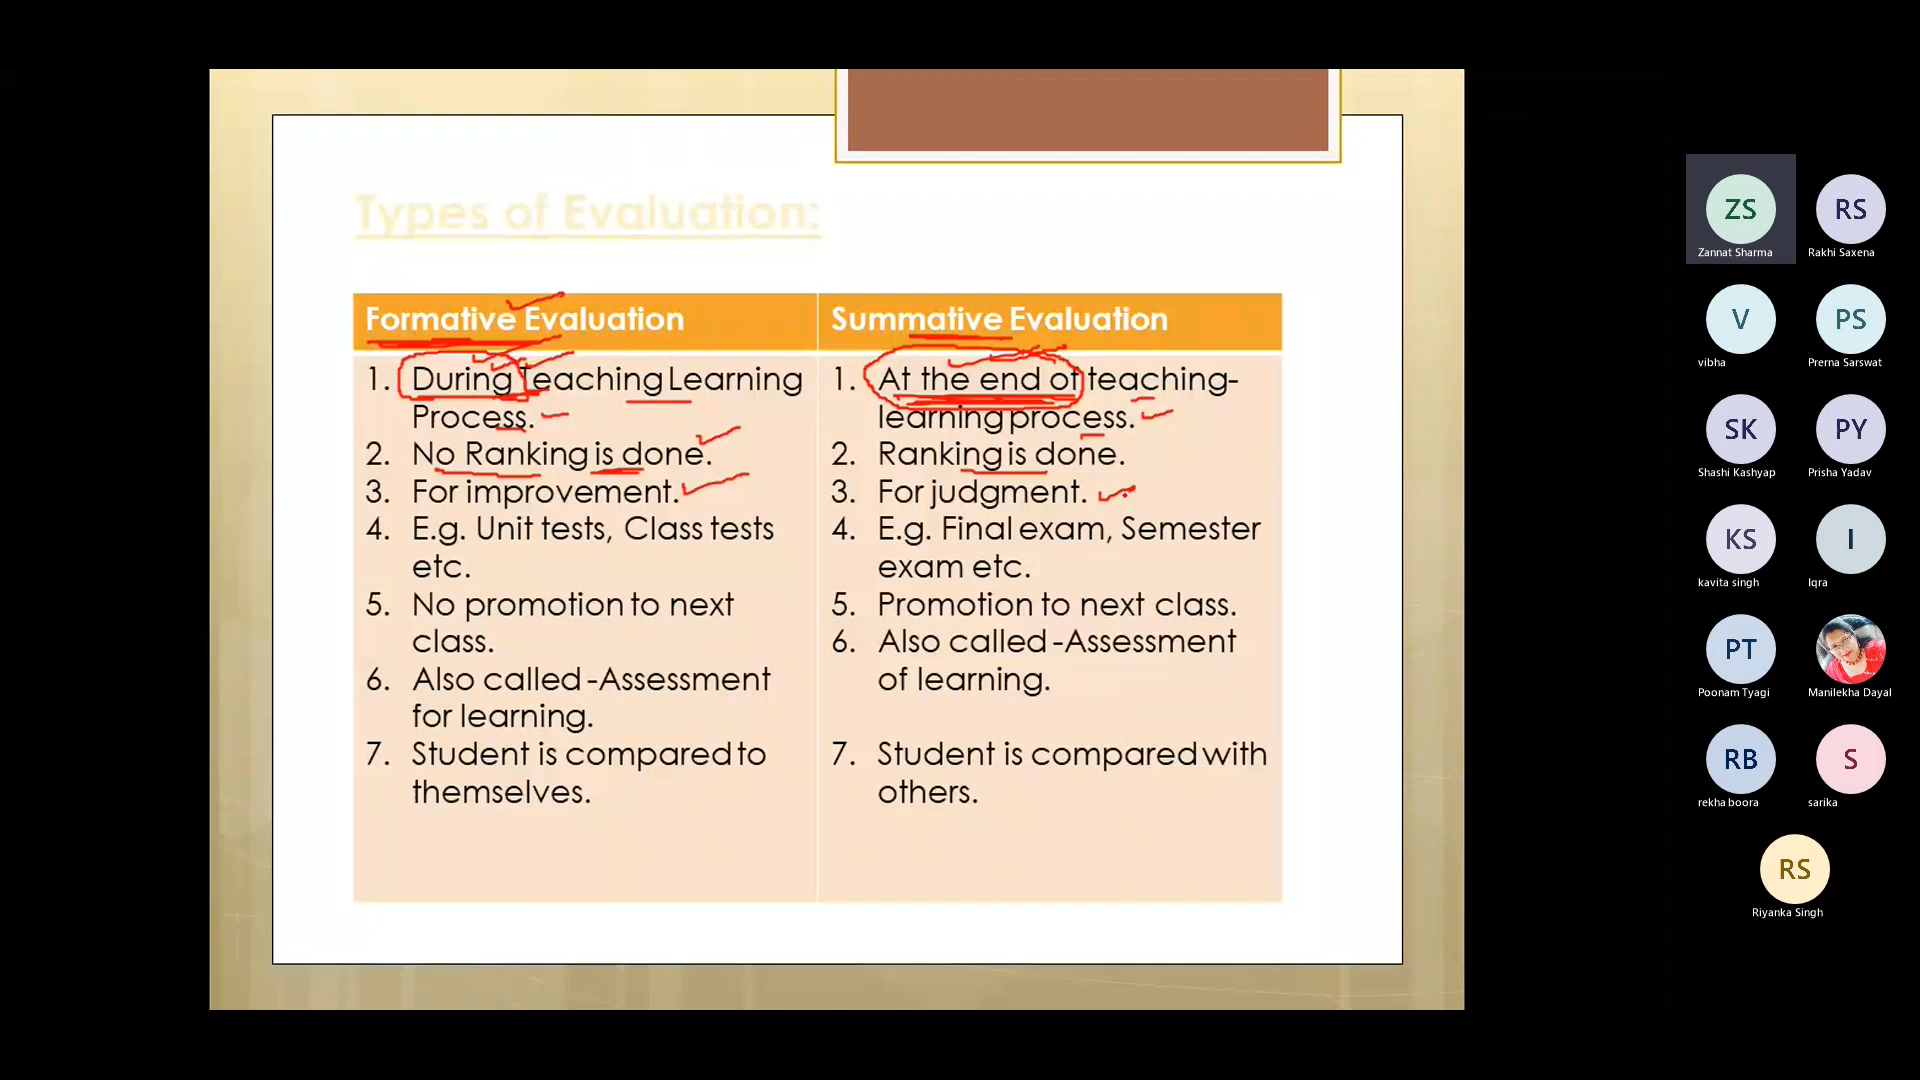 Types of Evaluation:
Formative Evaluation
1. During Teaching Learning
Process.
2. No Ranking is done.
3. For improvement.
4. E.g. Unit tests, Class tests
etc.
5. No promotion to next
class.
6. Also called -Assessment
for learning.
7. Student is compared to
themselves.
Summative Evaluation
1. At the end of teaching-
learning process.
2. Ranking is done.
3. For judgment.
4. E.g. Final exam, Semester
exam etc.
5. Promotion to next class.
6. Also called -Assessment
of learning.
7. Student is compared with
others.
ZS
Zannat Sharma
RS
Rakhi Saxena
V
vibha
PS
Prerna Sarswat
SK
Shashi Kashyap
PY
Prisha Yadav
KS
kavita singh
I
Iqra
PT
Poonam Tyagi
Manilekha Dayal
RB
rekha boora
S
sarika
RS
Riyanka Singh